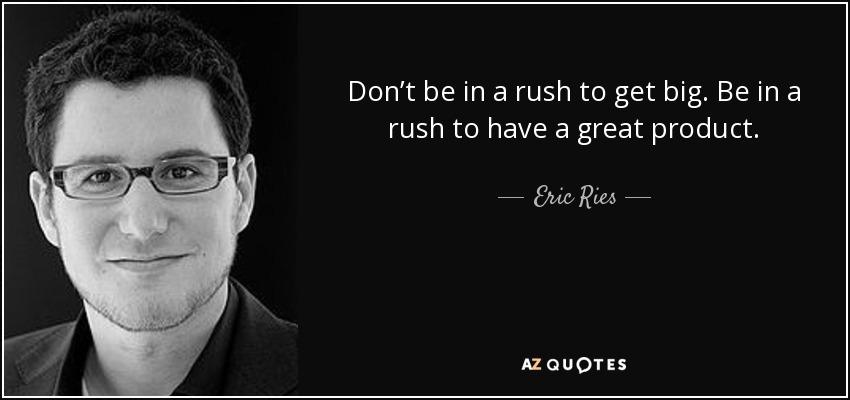 Don’t be in a rush to get big. Be in a
rush to have a great product.
— Eric Ries —
AZ QUOTES